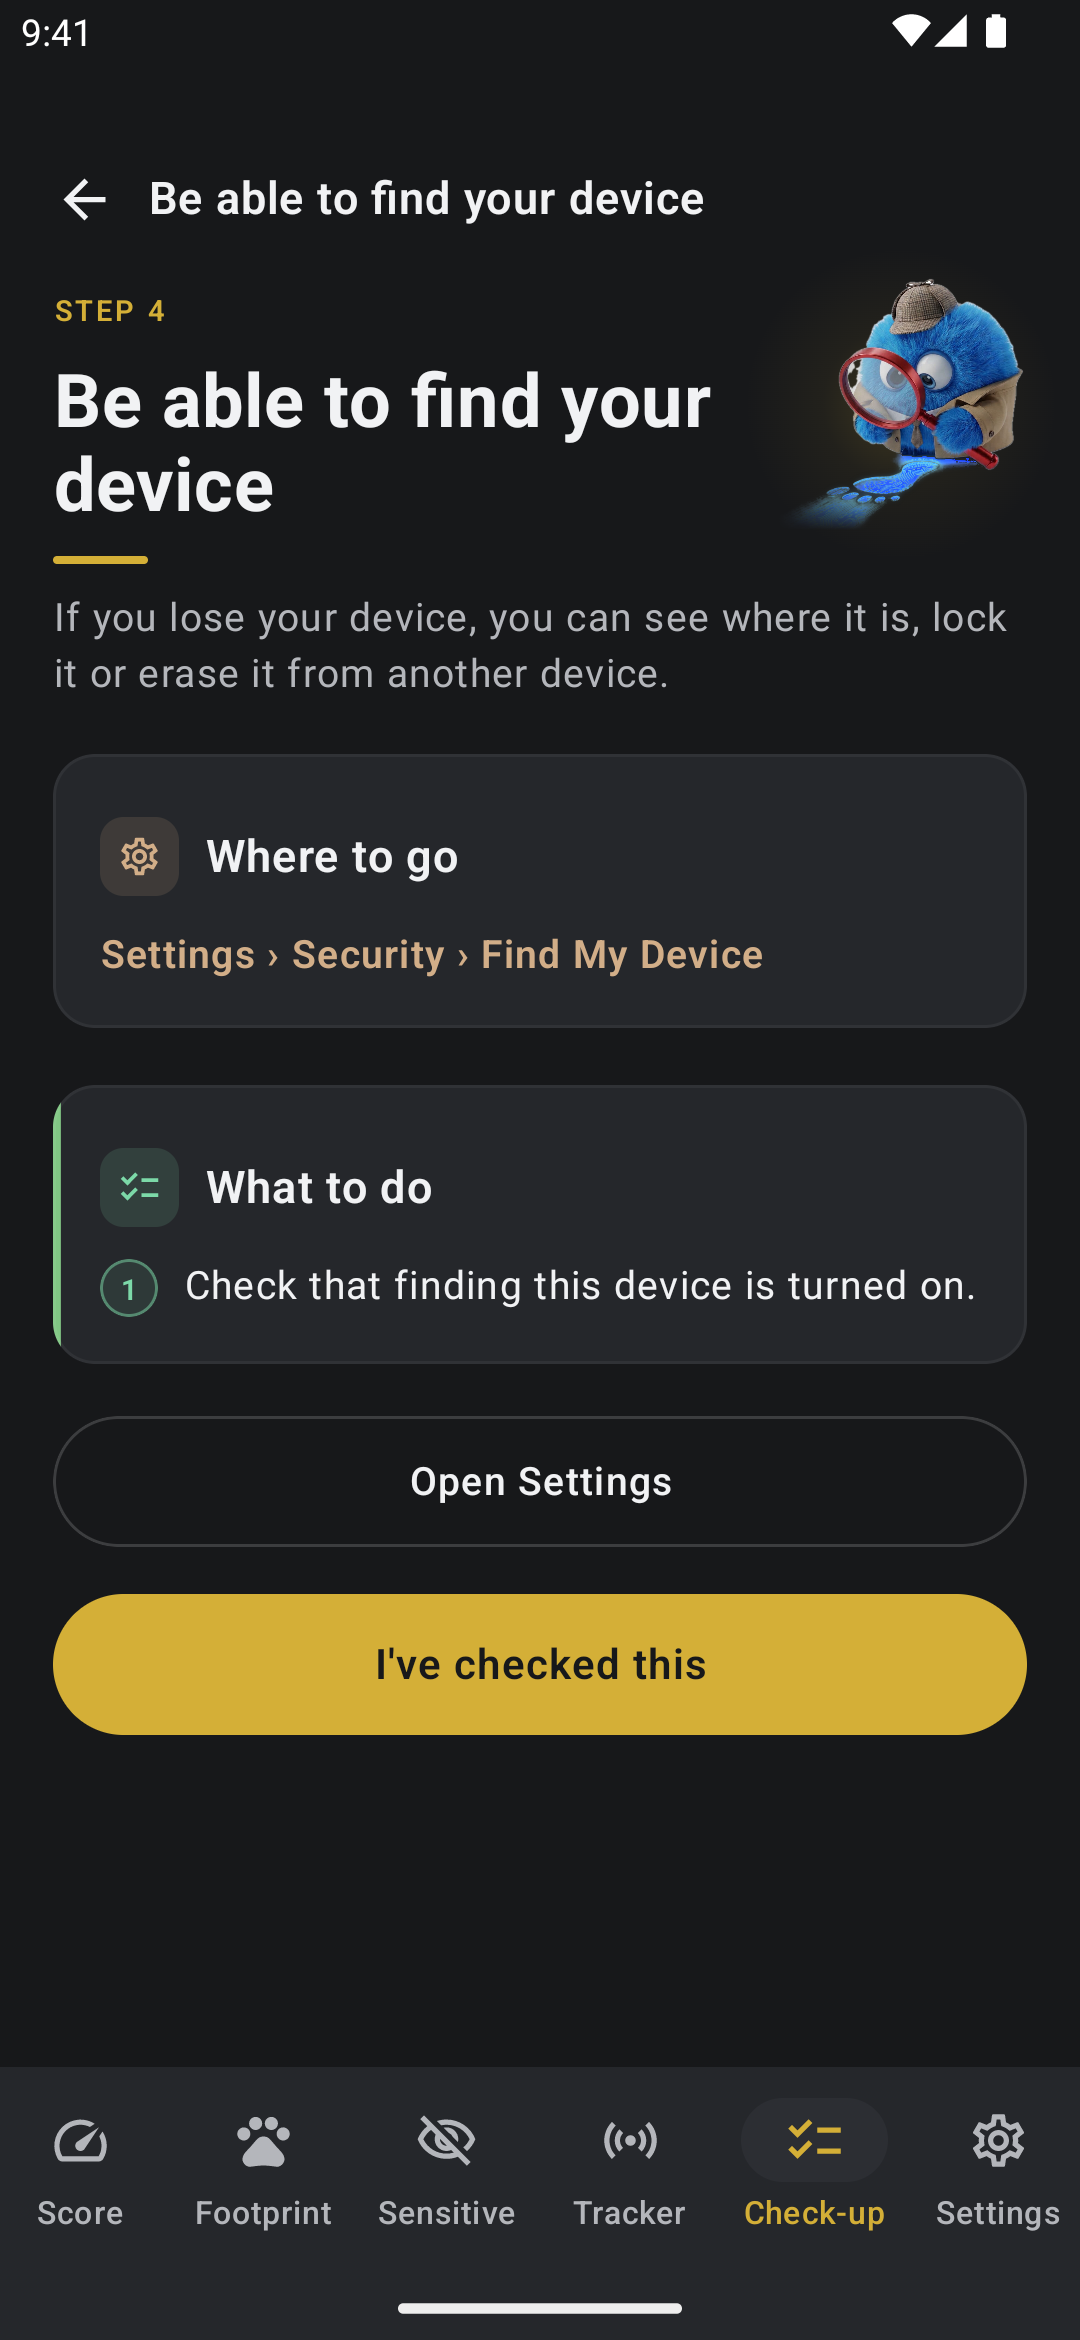 9:41
Be able to find your device
STEP 4
Be able to find your
device
If you lose your device, you can see where it is, lock
it or erase it from another device.
Where to go
Settings › Security › Find My Device
What to do
1 Check that finding this device is turned on.
Open Settings
I've checked this
Score Footprint Sensitive Tracker Check-up Settings